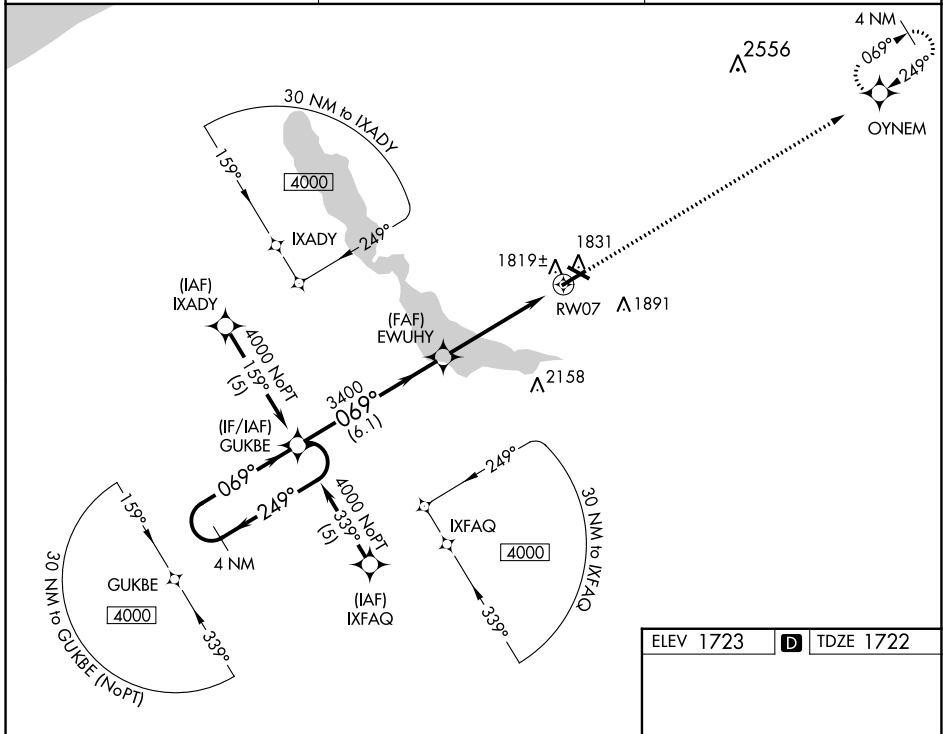 4 NM
069°
249°
OYNEM
2556
30 NM to IXADY
159°
4000
249°
IXADY
1831
1819±
RW07
1891
(IAF)
IXADY
4000 NoPT
159°
(5)
(FAF)
EWUHY
2158
3400
069°
(6.1)
(IF/IAF)
GUKBE
069°
249°
4 NM
4000 NoPT
339°
(5)
(IAF)
IXFAQ
249°
IXFAQ
4000
339°
30 NM to IXFAQ
159°
GUKBE
4000
339°
30 NM to GUKBE (NoPT)
ELEV 1723 D TDZE 1722